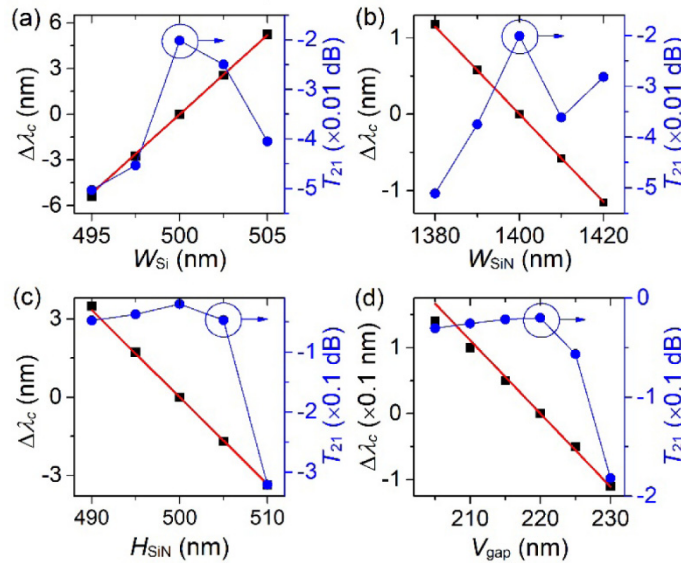 (a)
6
3
0
-3
-6
Δλc (nm)
495 500 505
WSi (nm)
-2
-3
-4
-5
T21 (×0.01 dB)
(b)
1
0
-1
Δλc (nm)
1380 1400 1420
WSiN (nm)
-2
-3
-4
-5
T21 (×0.01 dB)
(c)
3
0
-3
Δλc (nm)
490 500 510
HSiN (nm)
-1
-2
-3
T21 (×0.1 dB)
(d)
1
0
-1
Δλc (×0.1 nm)
210 220 230
Vgap (nm)
0
-1
-2
T21 (×0.1 dB)